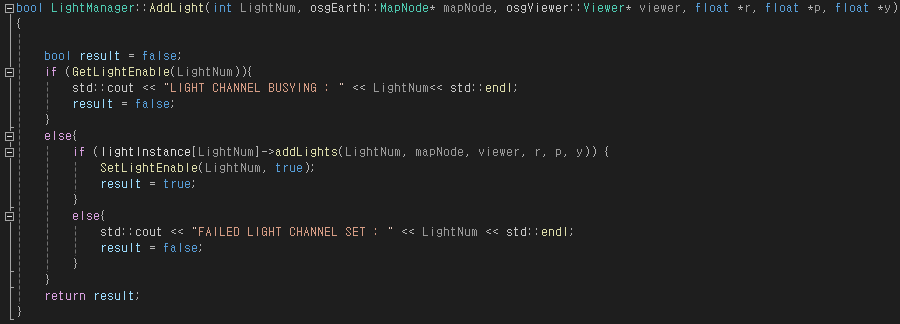 bool LightManager::AddLight(int LightNum, osgEarth::MapNode* mapNode, osgViewer::Viewer* viewer, float *r, float *p, float *y)
{
bool result = false;
if (GetLightEnable(LightNum)){
std::cout << "LIGHT CHANNEL BUSYING : " << LightNum<< std::endl;
result = false;
}
else{
if (lightInstance[LightNum]->addLights(LightNum, mapNode, viewer, r, p, y)) {
SetLightEnable(LightNum, true);
result = true;
}
else{
std::cout << "FAILED LIGHT CHANNEL SET : " << LightNum << std::endl;
result = false;
}
}
return result;
}